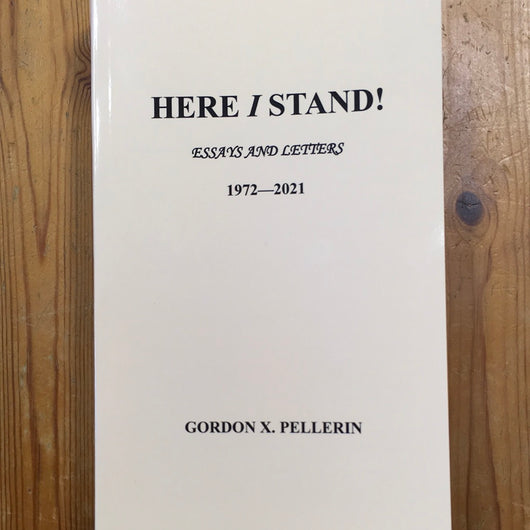 HERE I STAND!
ESSAYS AND LETTERS
1972—2021
GORDON X. PELLERIN